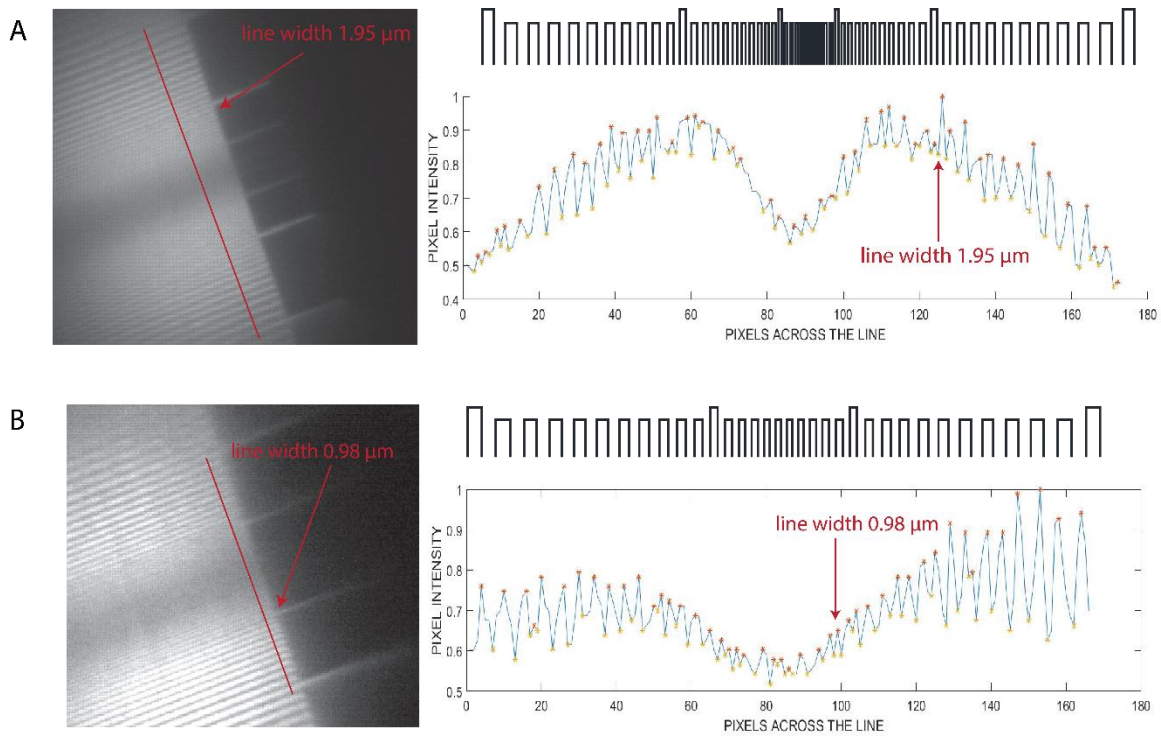 A
line width 1.95 µm
PIXEL INTENSITY
1
0.9
0.8
0.7
0.6
0.5
0.4
0 20 40 60 80 100 120 140 160 180
line width 1.95 µm
PIXELS ACROSS THE LINE
B
line width 0.98 µm
PIXEL INTENSITY
1
0.9
0.8
0.7
0.6
0.5
line width 0.98 µm
0 20 40 60 80 100 120 140 160 180
PIXELS ACROSS THE LINE